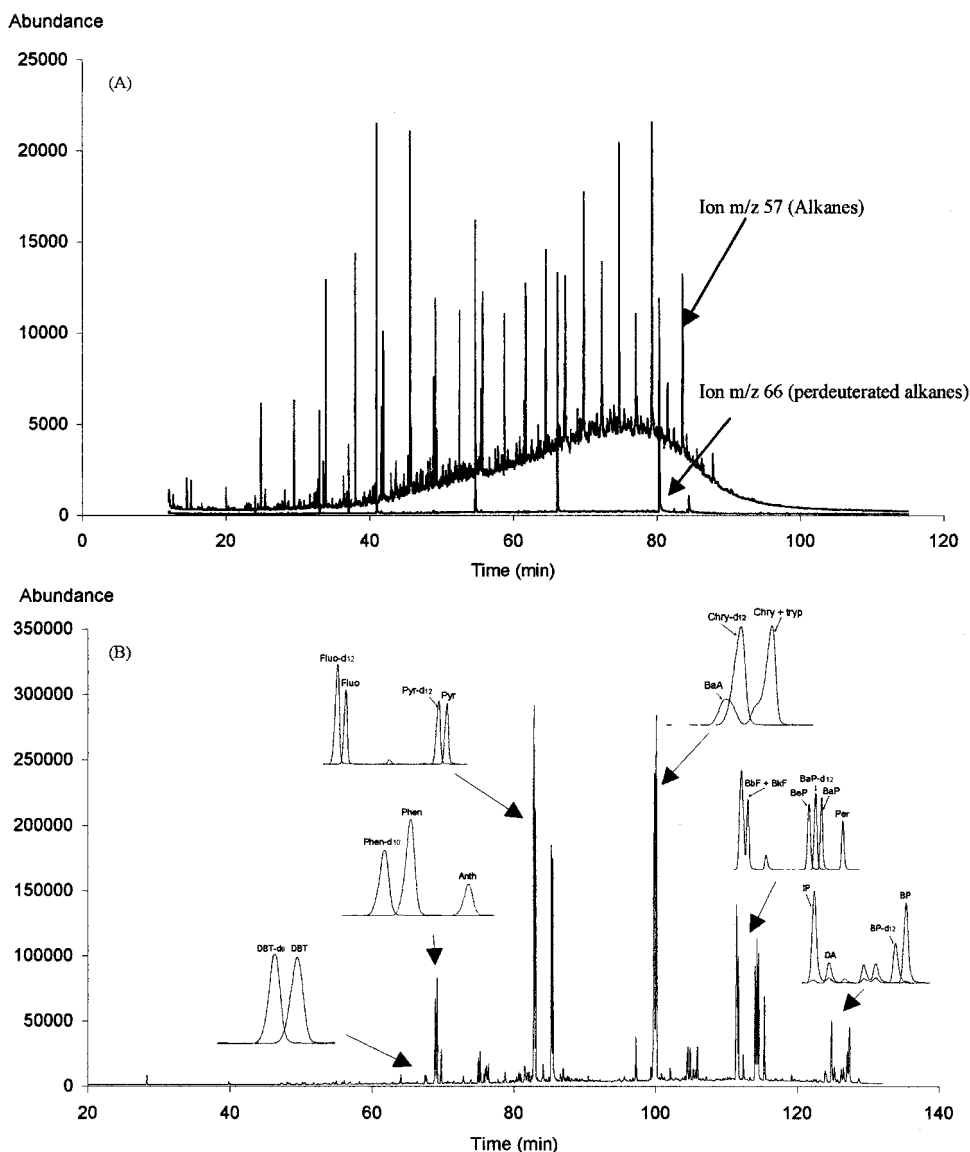 Abundance
25000
(A)
20000
Ion m/z 57 (Alkanes)
15000
10000
Ion m/z 66 (perdeuterated alkanes)
5000
0
0 20 40 60 80 100 120
Time (min)
Abundance
350000
(B)
Chry-d12 Chry + tryp
Fluo-d12
Fluo
300000
Pyr-d12 Pyr
BaA
250000
BbF + BkF BaP-d12
BeP BaP
Per
200000
Phen
Phen-d10
Anth
IP BP
150000
BP-d12
DBT-d8 DBT
DA
100000
50000
0
20 40 60 80 100 120 140
Time (min)